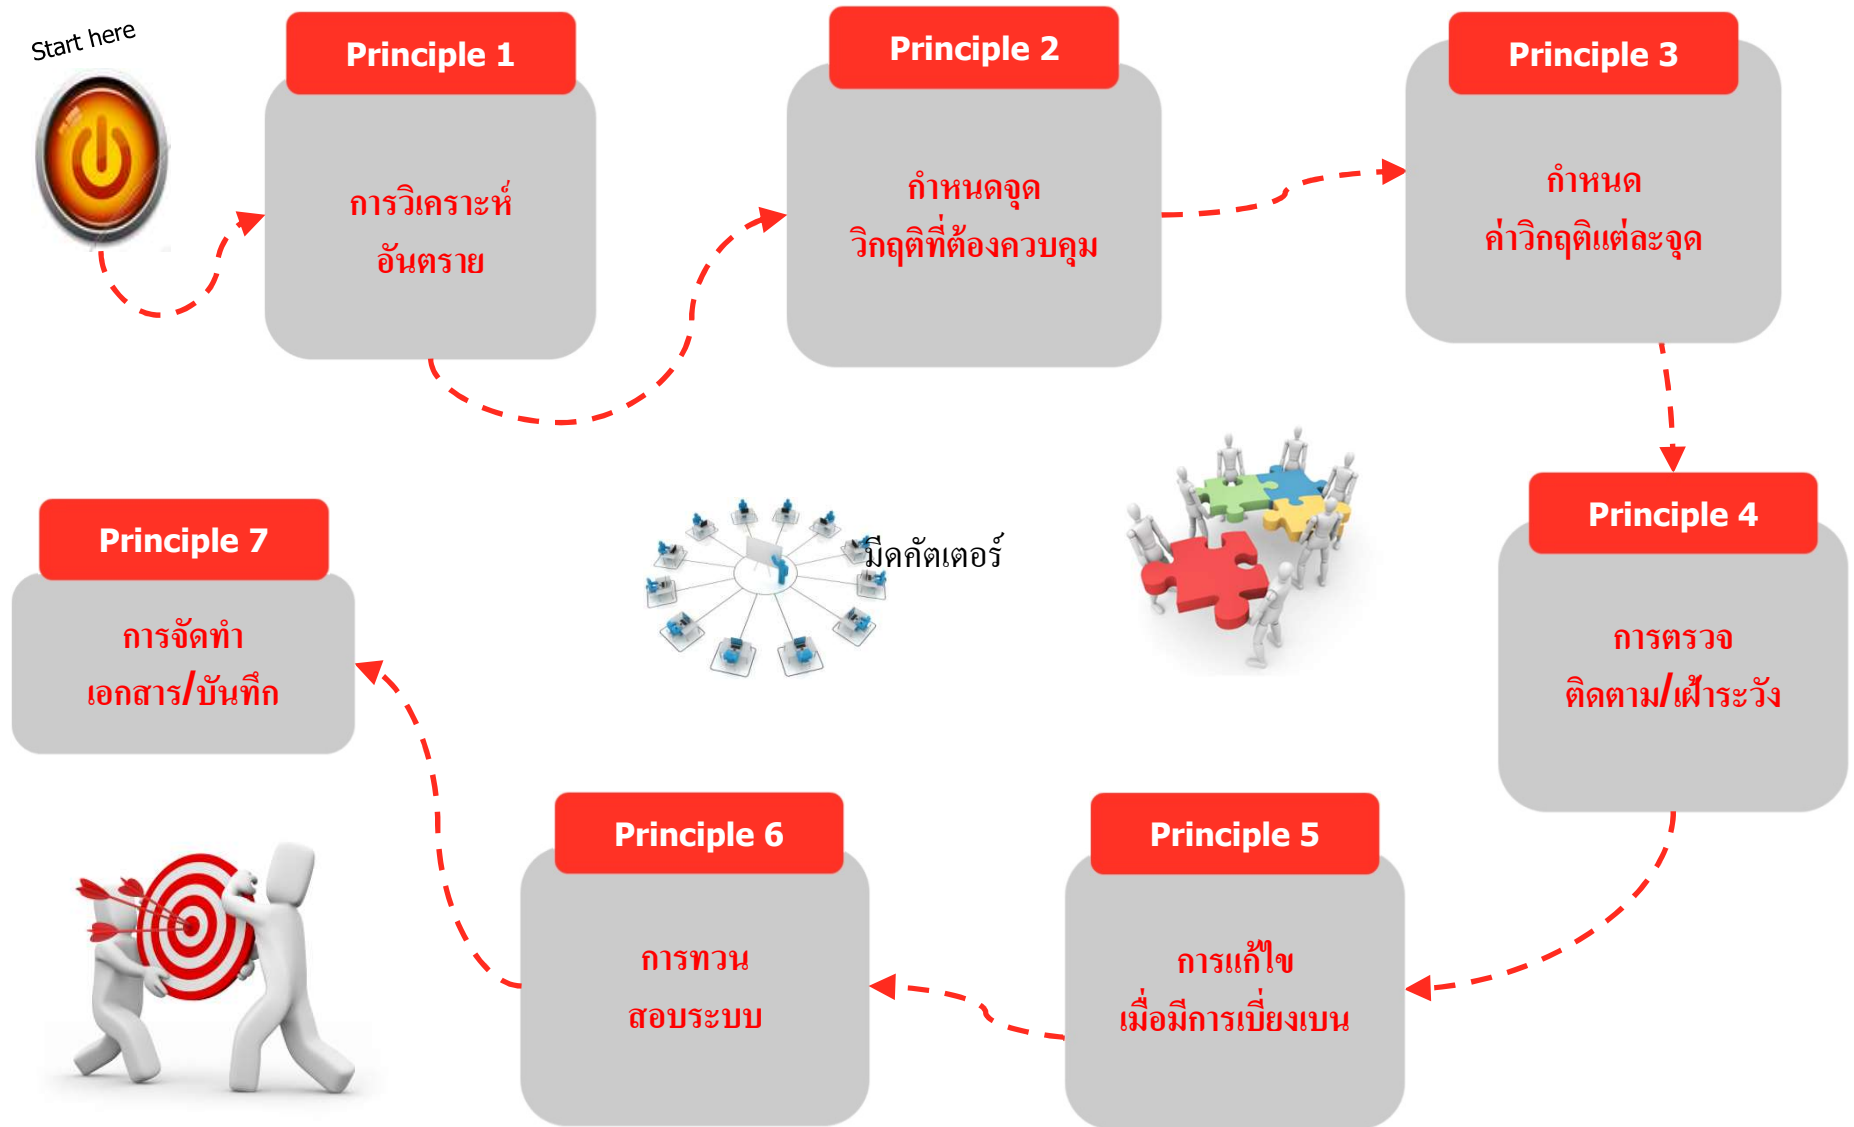 Start here
Principle 1
การวิเคราะห์
อันตราย
Principle 2
กำหนดจุด
วิกฤติที่ต้องควบคุม
Principle 3
กำหนด
ค่าวิกฤติแต่ละจุด
Principle 4
การตรวจ
ติดตาม/เฝ้าระวัง
Principle 5
การแก้ไข
เมื่อมีการเบี่ยงเบน
Principle 6
การทวน
สอบระบบ
Principle 7
การจัดทำ
เอกสาร/บันทึก
มีดคัตเตอร์